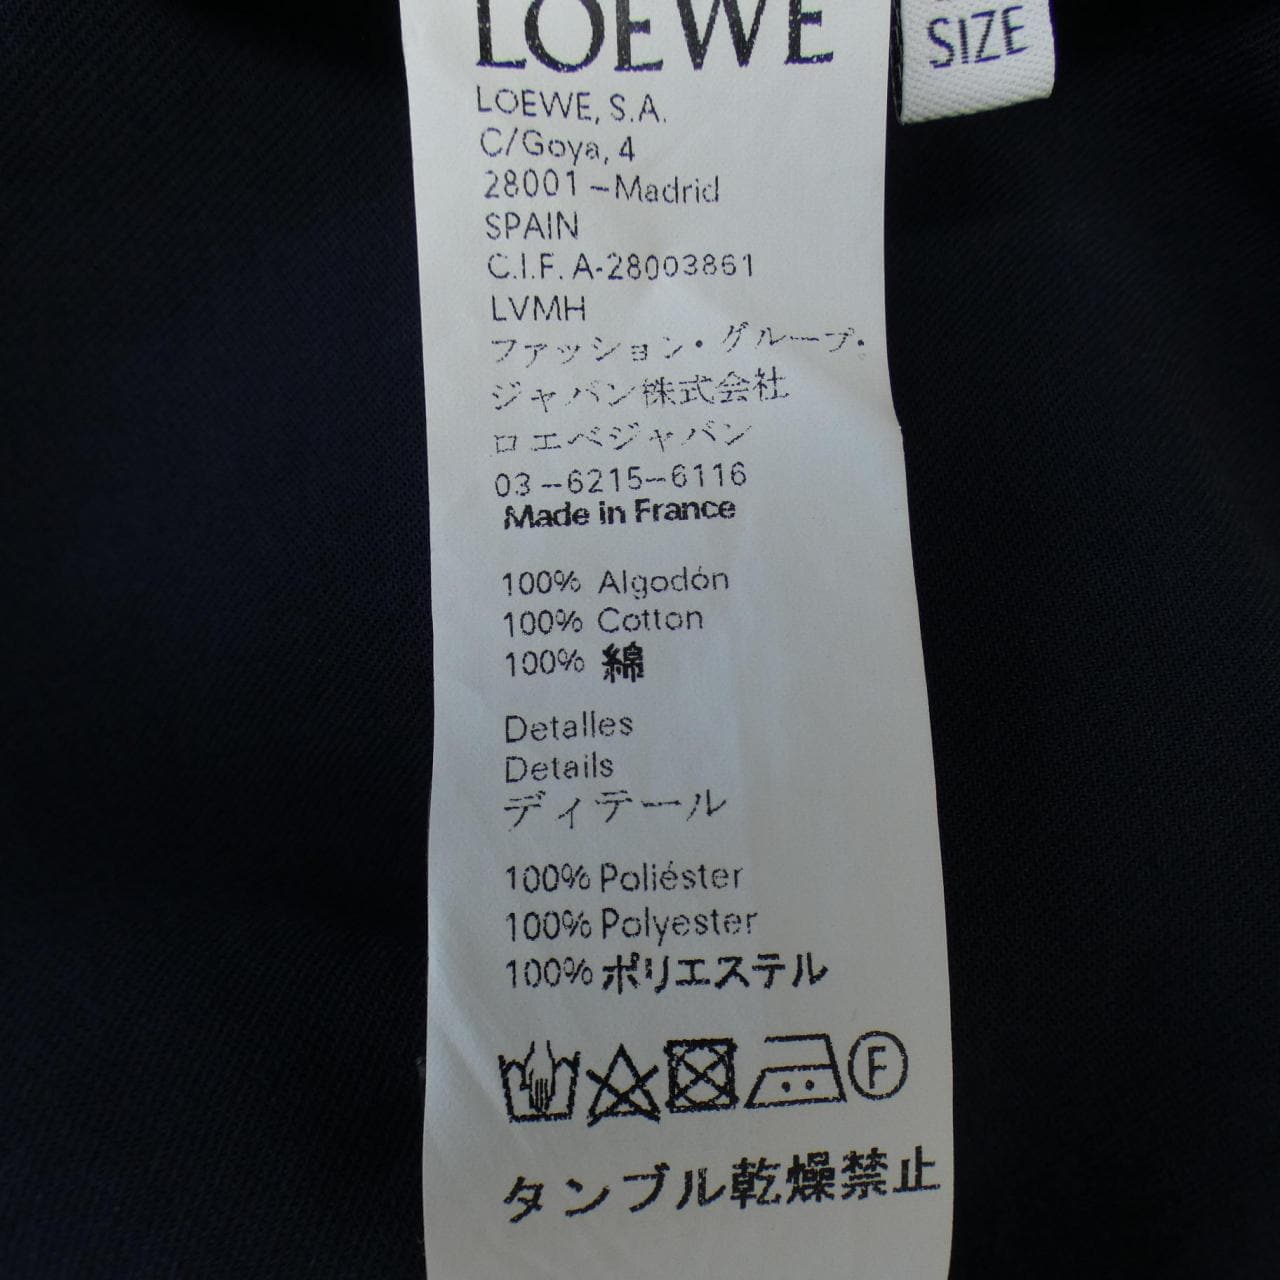 LOEWE
SIZE
LOEWE, S.A.
C/Goya, 4
28001 –Madrid
SPAIN
C.I.F. A-28003861
LVMH
ファッション・グループ・
ジャパン株式会社
ロエベジャパン
03–6215–6116
Made in France
100% Algodón
100% Cotton
100% 綿
Detalles
Details
ディテール
100% Poliéster
100% Polyester
100% ポリエステル
F
タンブル乾燥禁止